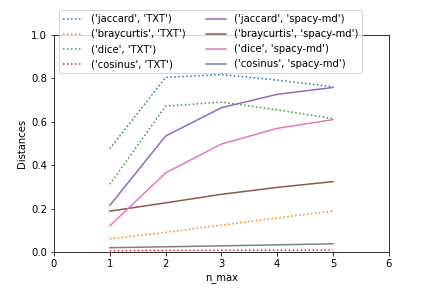 ('jaccard', 'TXT') ('jaccard', 'spacy-md')
('braycurtis', 'TXT') ('braycurtis', 'spacy-md')
('dice', 'TXT') ('dice', 'spacy-md')
('cosinus', 'TXT') ('cosinus', 'spacy-md')
1.0
0.8
0.6
0.4
0.2
0.0
Distances
0 1 2 3 4 5 6
n_max